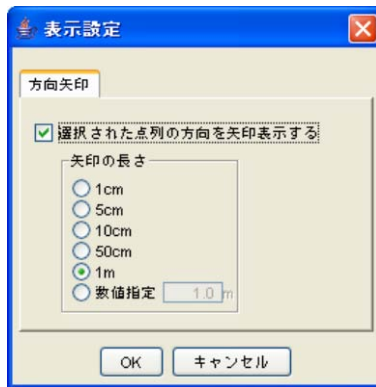 表示設定
方向矢印
選択された点列の方向を矢印表示する
矢印の長さ
1cm
5cm
10cm
50cm
1m
数値指定 1.0 m
OK キャンセル